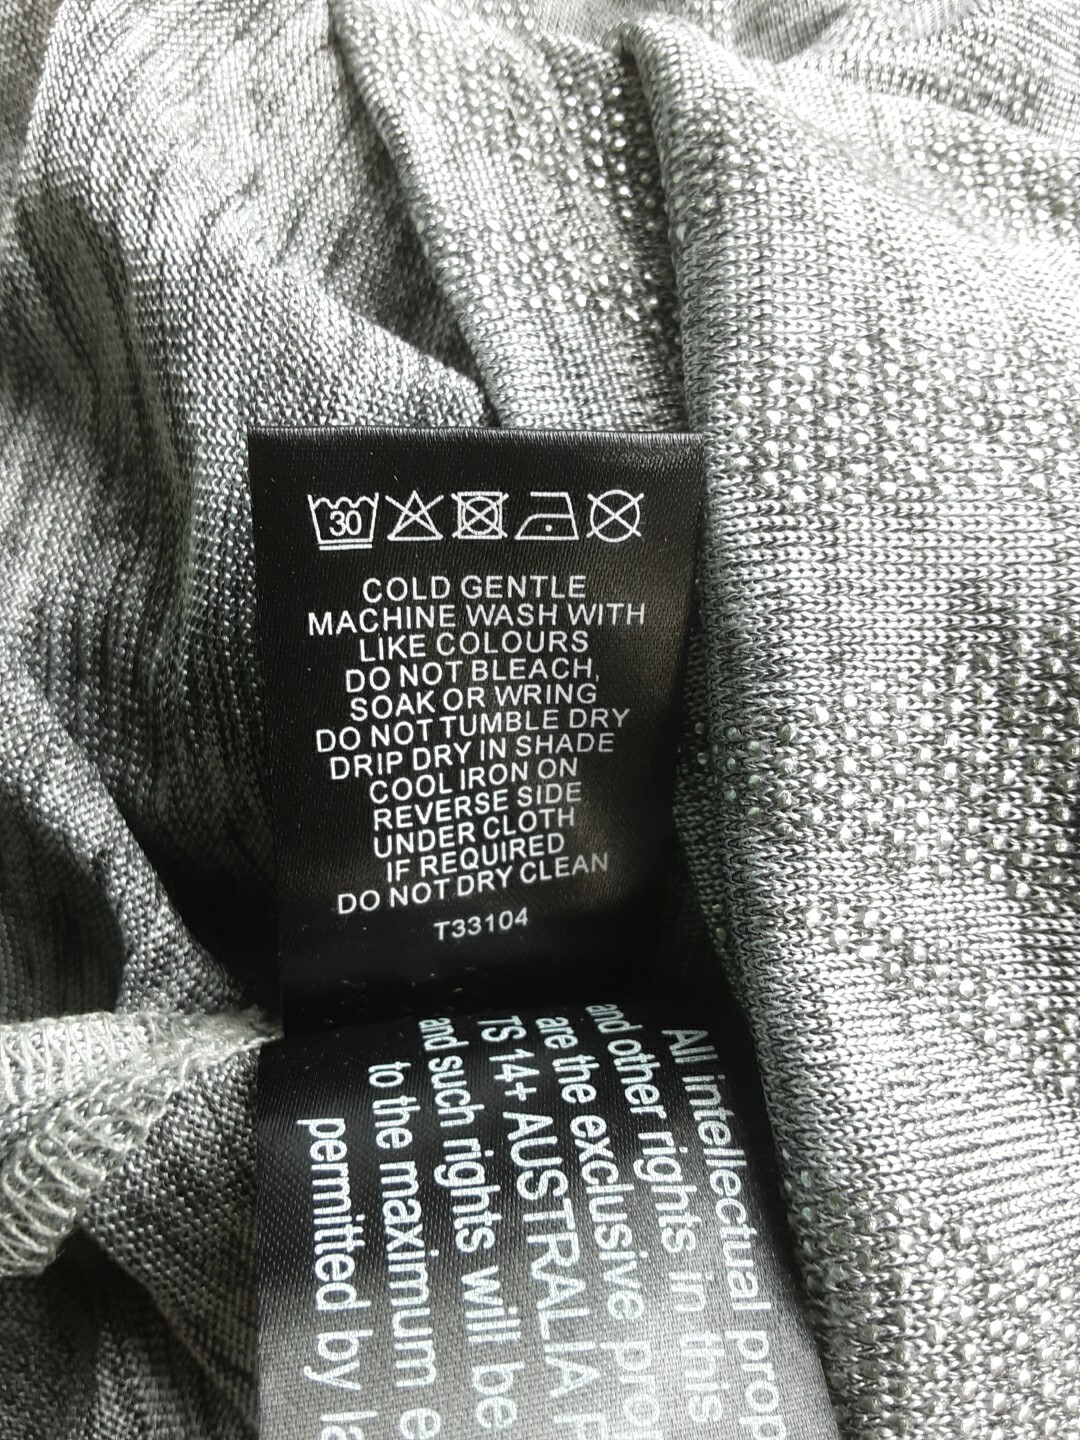 30
COLD GENTLE
MACHINE WASH WITH
LIKE COLOURS
DO NOT BLEACH,
SOAK OR WRING
DO NOT TUMBLE DRY
DRIP DRY IN SHADE
COOL IRON ON
REVERSE SIDE
UNDER CLOTH
IF REQUIRED
DO NOT DRY CLEAN
T33104
All intellectual prop
and other rights in this
are the exclusive prop
TS 14+ AUSTRALIA P
and such rights will be
to the maximum e
permitted by la